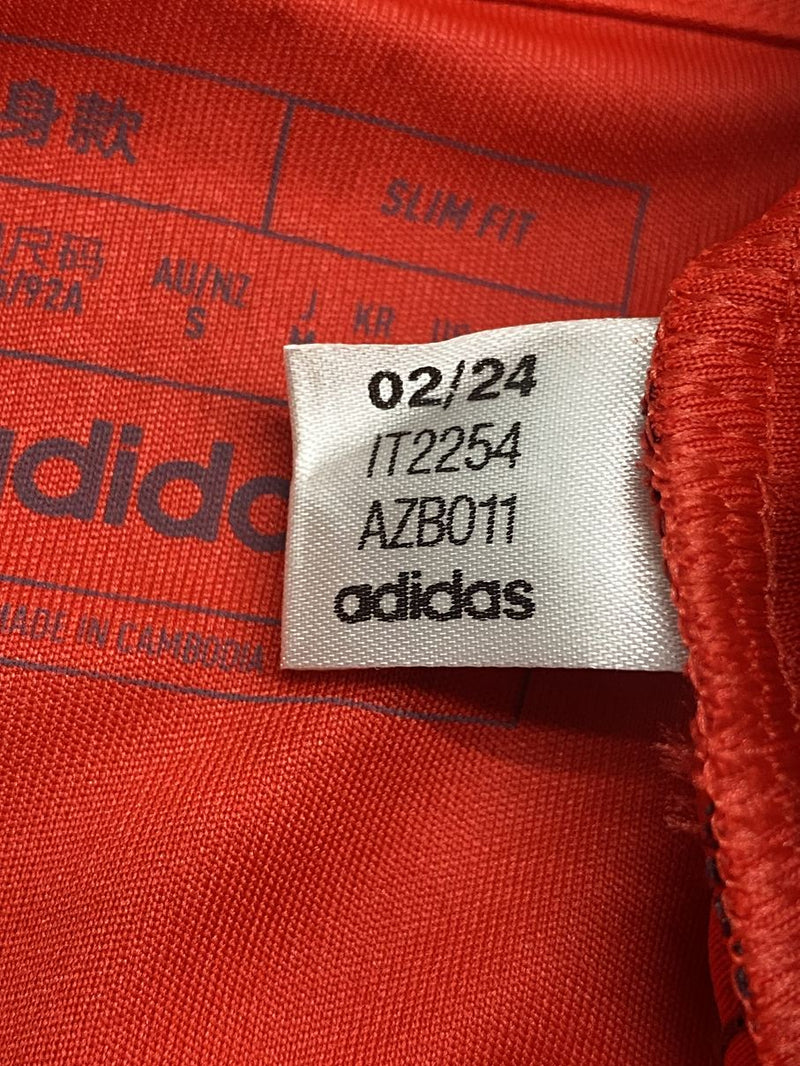 身款
SLIM FIT
尺码
/92A
AU/NZ
S
J
M
KR
adidas
MADE IN CAMBODIA
02/24
IT2254
AZB011
adidas